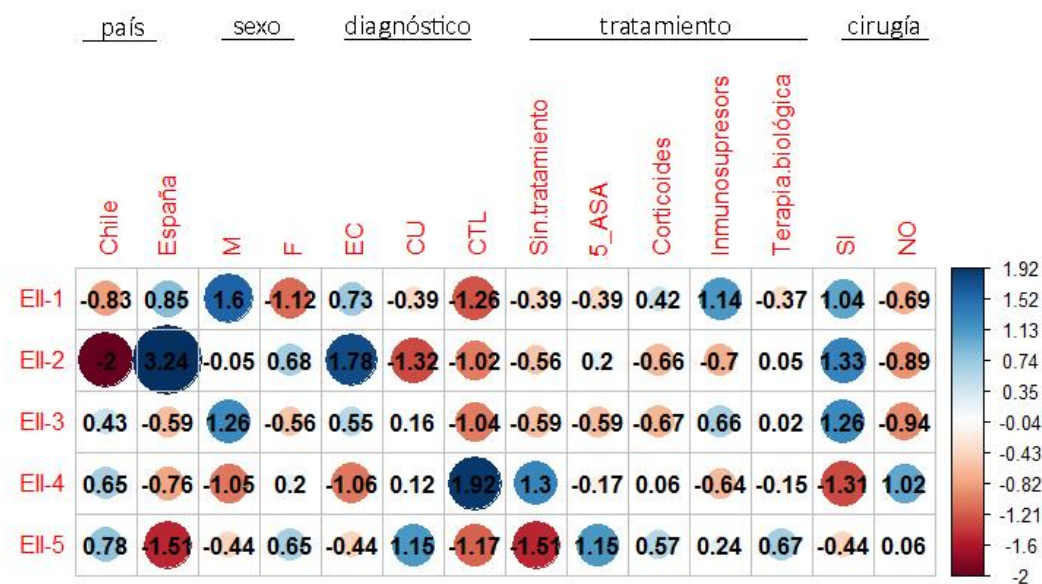 país sexo diagnóstico tratamiento cirugía
Chile España M F EC CU CTL Sin.tratamiento 5_ASA Corticoides Inmunosupresors Terapia.biológica SI NO
EII-1 -0.83 0.85 1.6 -1.12 0.73 -0.39 -1.26 -0.39 -0.39 0.42 1.14 -0.37 1.04 -0.69
EII-2 -2 3.24 -0.05 0.68 1.78 -1.32 -1.02 -0.56 0.2 -0.66 -0.7 0.05 1.33 -0.89
EII-3 0.43 -0.59 1.26 -0.56 0.55 0.16 -1.04 -0.59 -0.59 -0.67 0.66 0.02 1.26 -0.94
EII-4 0.65 -0.76 -1.05 0.2 -1.06 0.12 1.92 1.3 -0.17 0.06 -0.64 -0.15 -1.31 1.02
EII-5 0.78 -1.51 -0.44 0.65 -0.44 1.15 -1.17 -1.51 1.15 0.57 0.24 0.67 -0.44 0.06
1.92
1.52
1.13
0.74
0.35
-0.04
-0.43
-0.82
-1.21
-1.6
-2